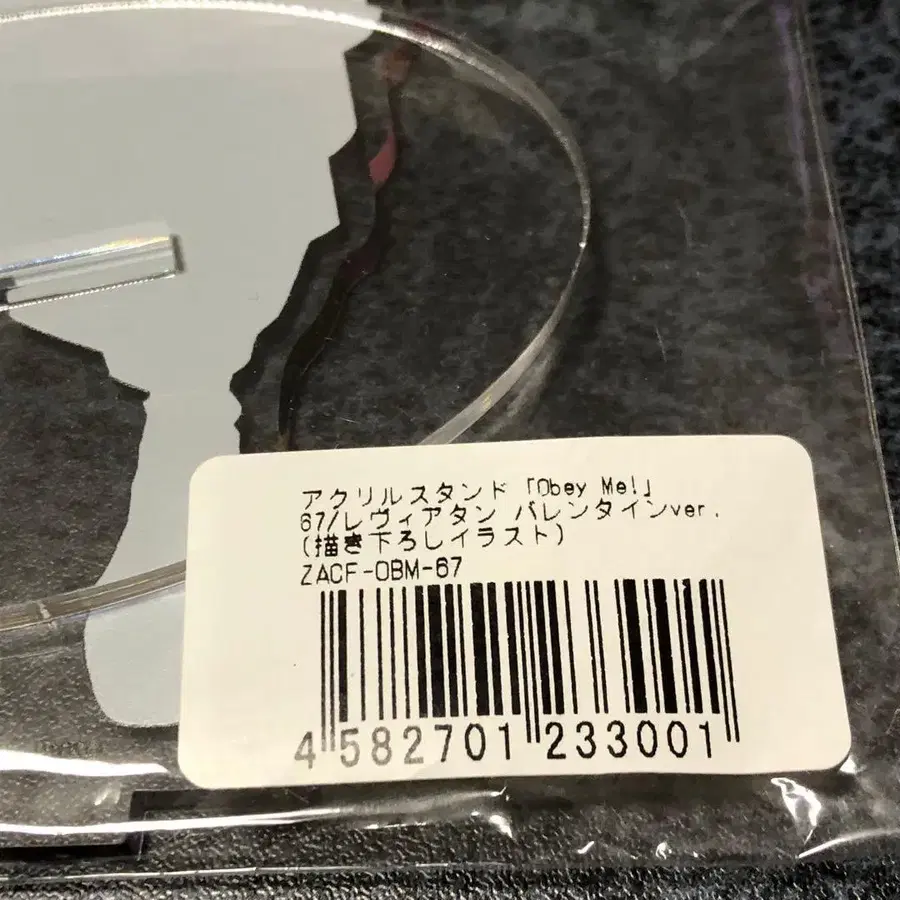 アクリルスタンド「Obey Me!」
67/レヴィアタン バレンタインver.
(描き下ろしイラスト)
ZACF-OBM-67
4 582701 233001